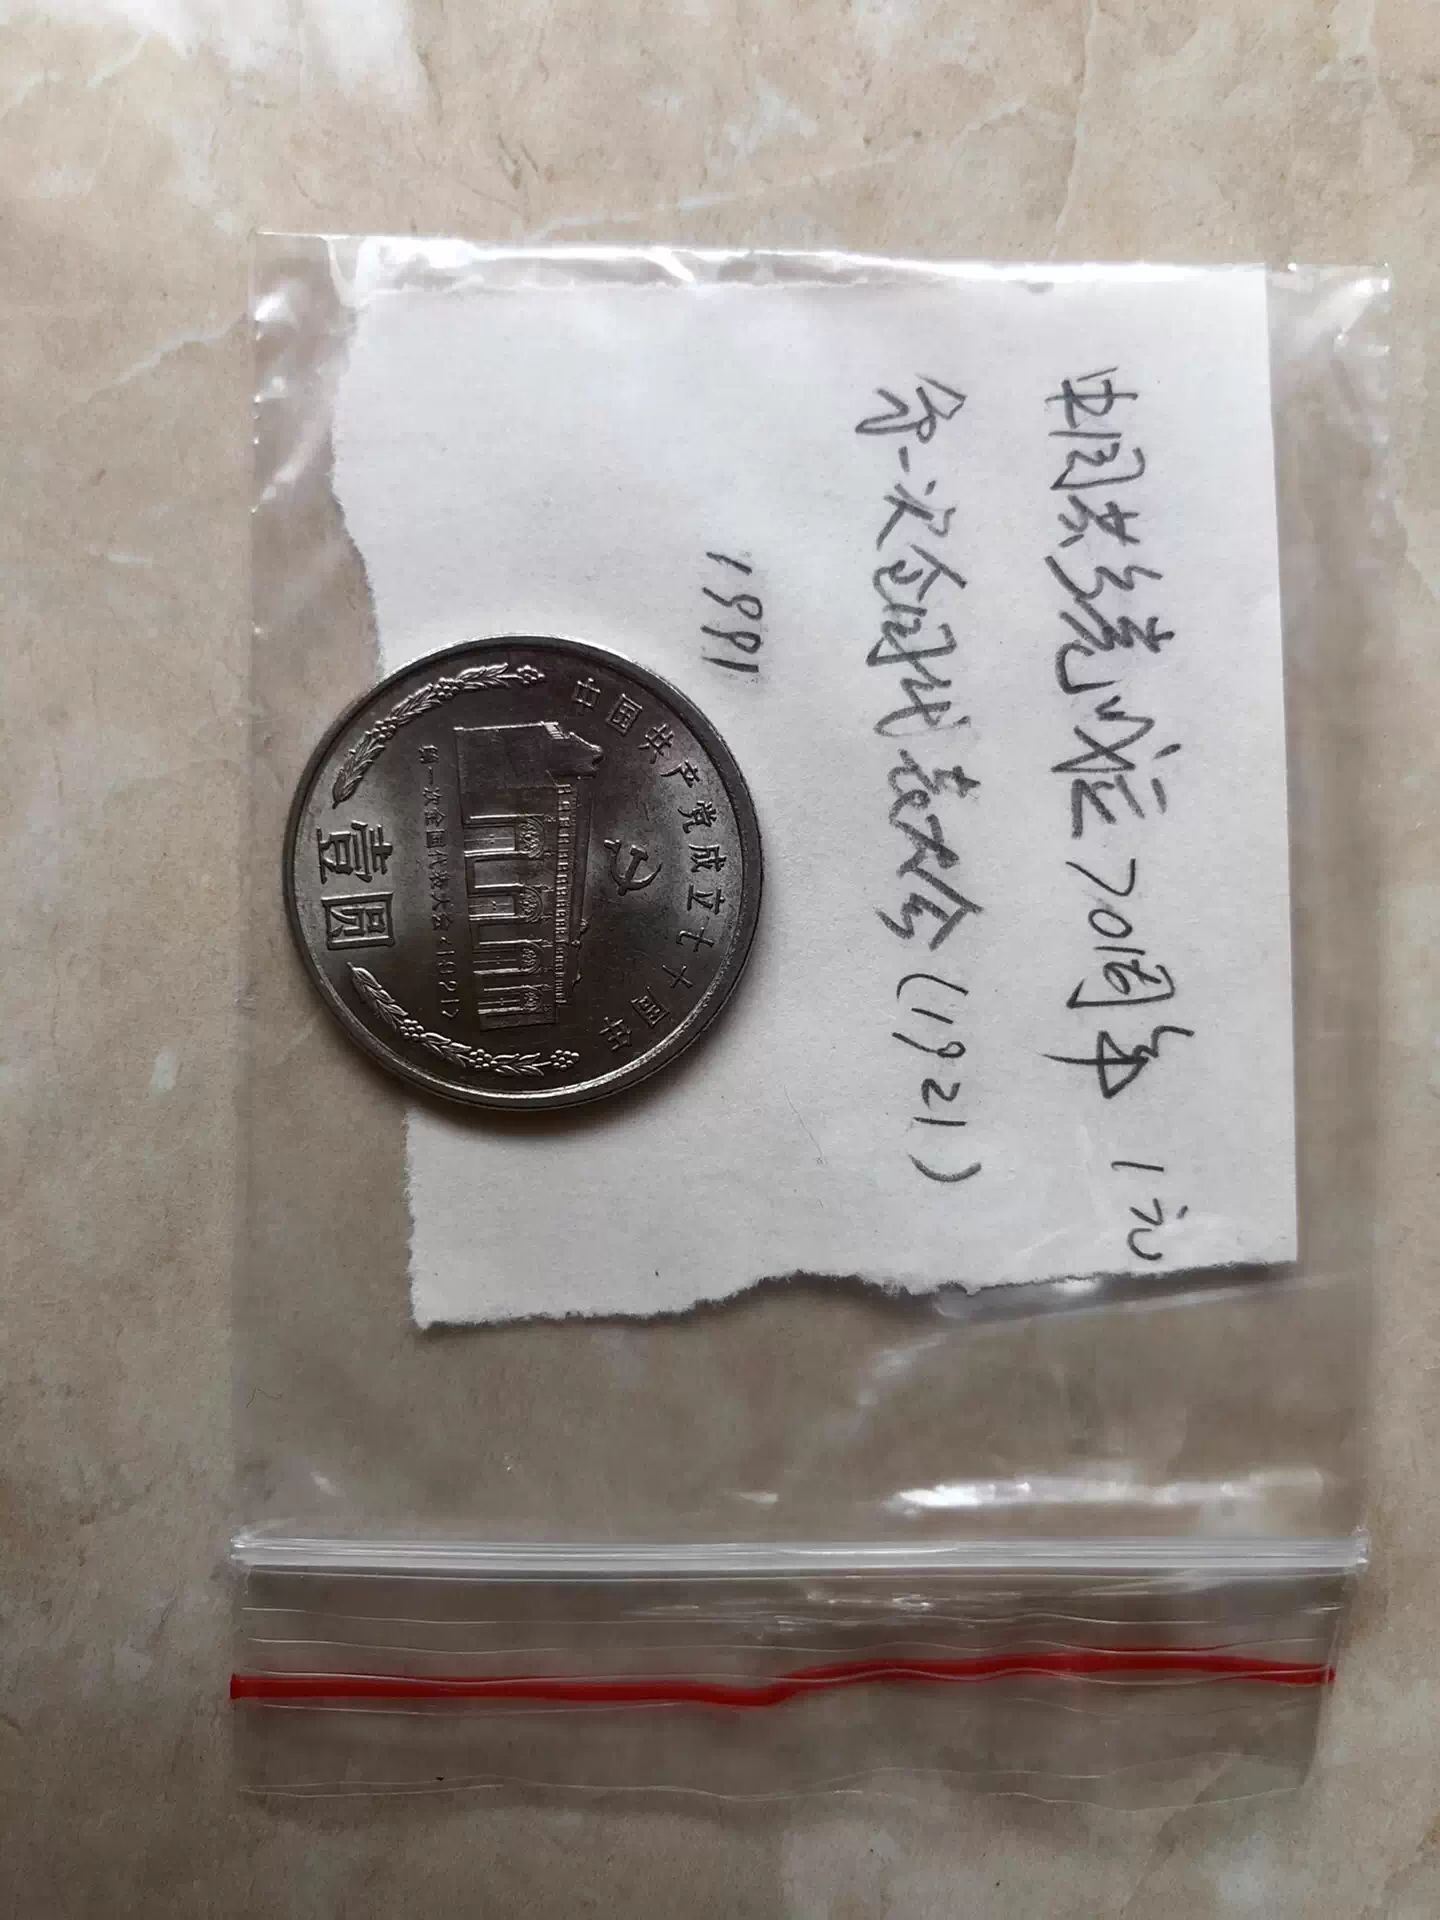 中国共产党成立70周年 1元
第一次全国代表大会(1921)
1991
中国共产党成立七十周年
第一次全国代表大会<1921>
壹圆